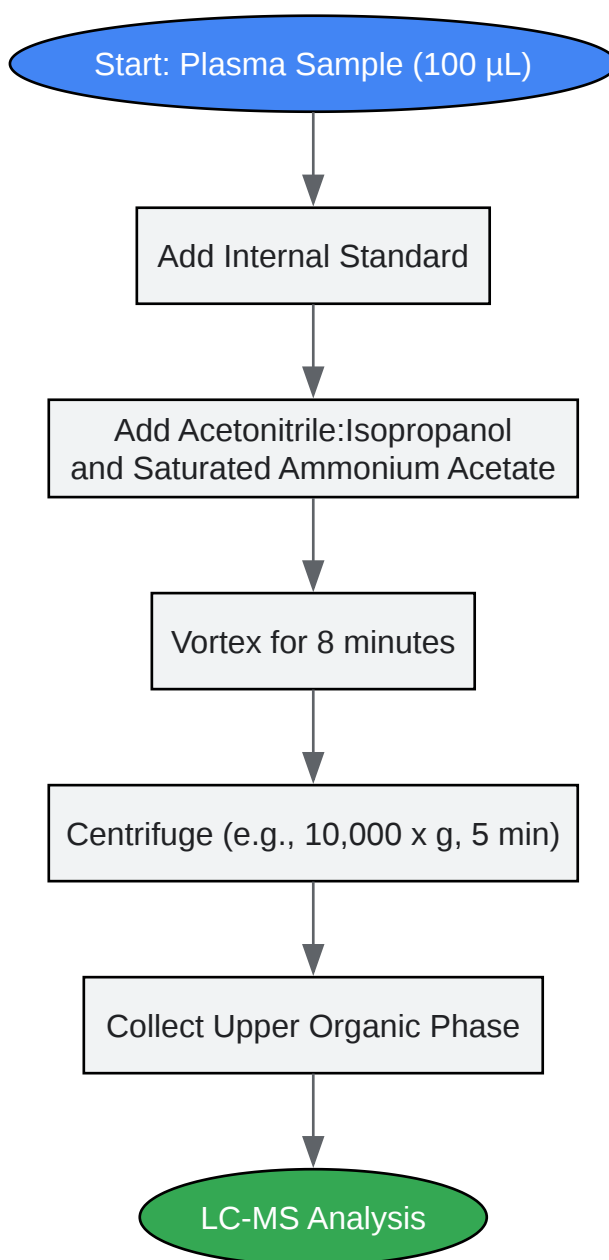 Start: Plasma Sample (100 µL)
Add Internal Standard
Add Acetonitrile:Isopropanol
and Saturated Ammonium Acetate
Vortex for 8 minutes
Centrifuge (e.g., 10,000 x g, 5 min)
Collect Upper Organic Phase
LC-MS Analysis